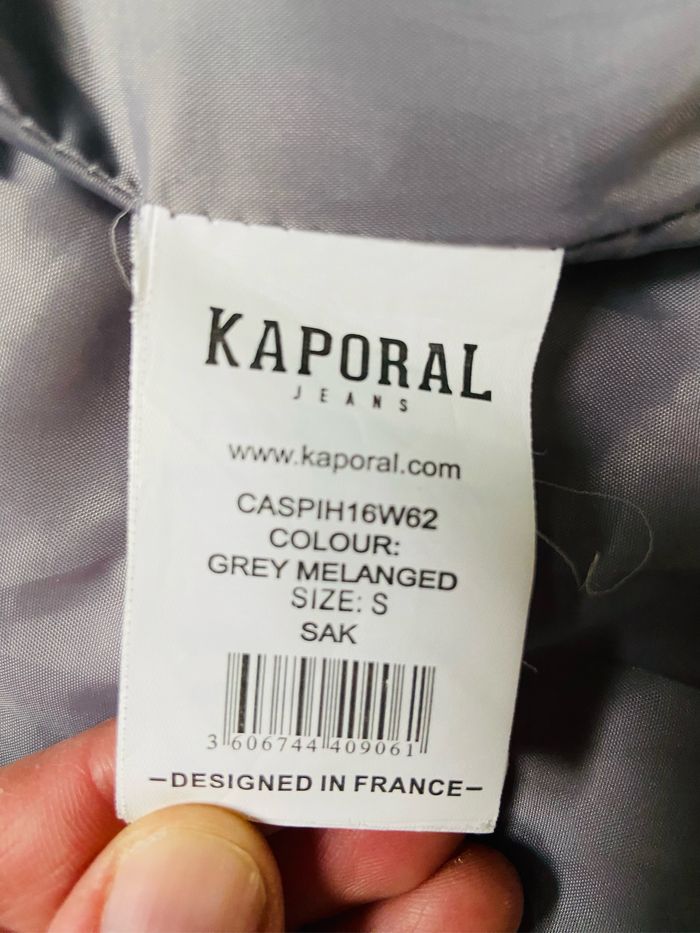 KAPORAL
JEANS
www.kaporal.com
CASPIH16W62
COLOUR:
GREY MELANGED
SIZE: S
SAK
3 606744 409061
-DESIGNED IN FRANCE-